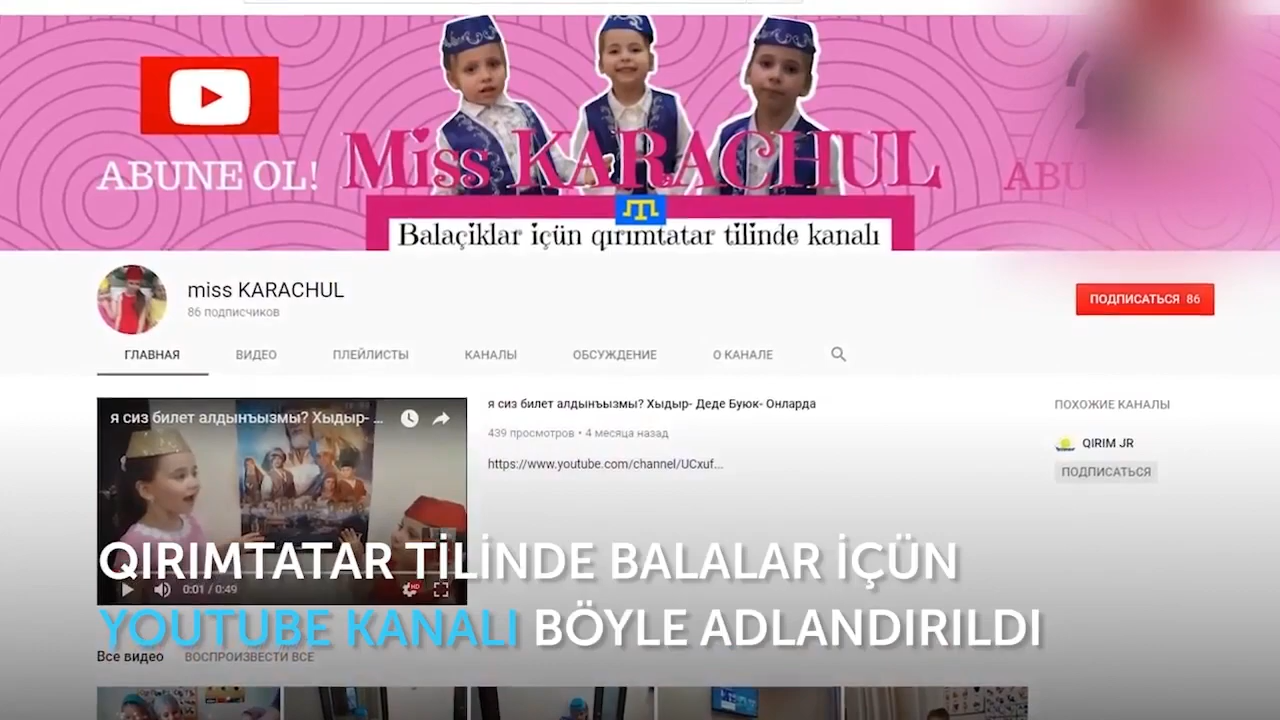 ABUNE OL!
Miss KARACHUL
ABU
Balaçiklar içün qırımtatar tilinde kanalı
miss KARACHUL
86 подписчиков
ПОДПИСАТЬСЯ 86
ГЛАВНАЯ ВИДЕО ПЛЕЙЛИСТЫ КАНАЛЫ ОБСУЖДЕНИЕ О КАНАЛЕ
я сиз билет алдынъызмы? Хыдыр- ...
я сиз билет алдынъызмы? Хыдыр- Деде Буюк- Онларда
439 просмотров • 4 месяца назад
https://www.youtube.com/channel/UCxuf...
ПОХОЖИЕ КАНАЛЫ
QIRIM JR
ПОДПИСАТЬСЯ
0:01 / 0:49
HD
QIRIMTATAR TİLİNDE BALALAR İÇÜN
YOUTUBE KANALI BÖYLE ADLANDIRILDI
Все видео ВОСПРОИЗВЕСТИ ВСЕ